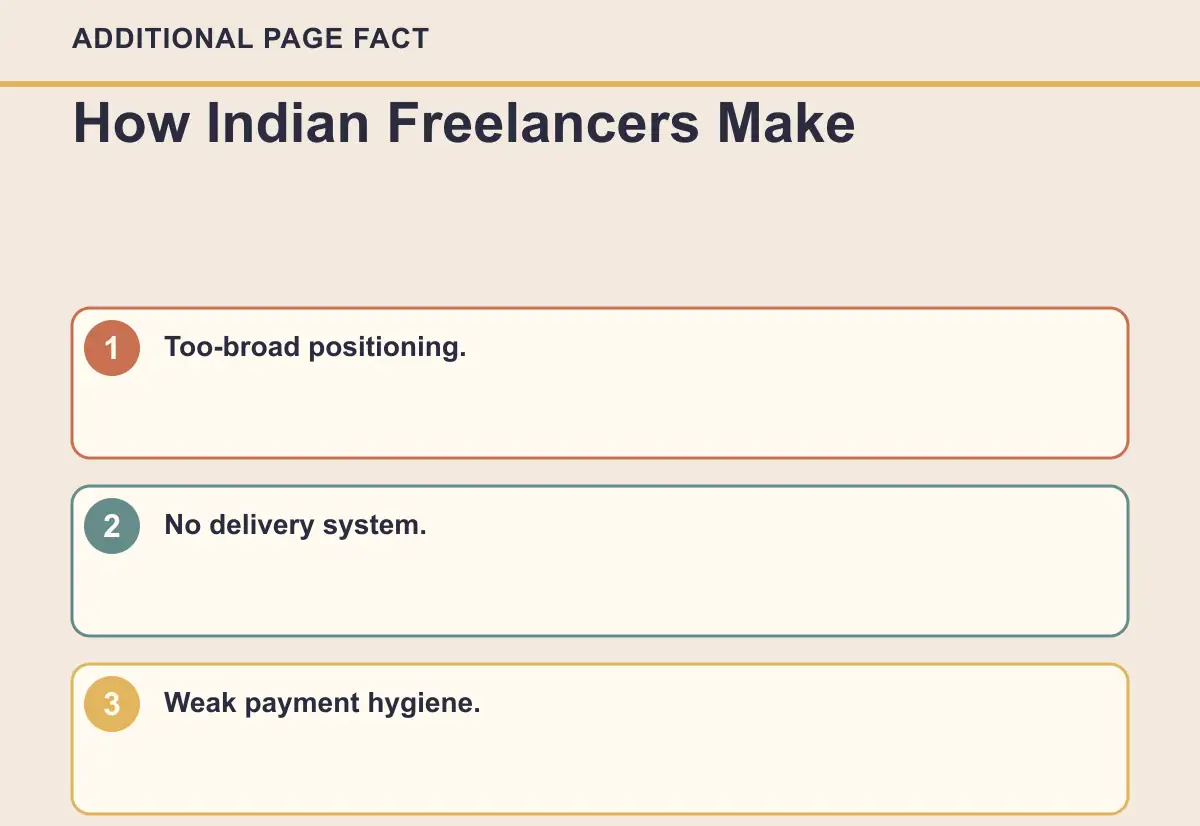 ADDITIONAL PAGE FACT
How Indian Freelancers Make
1 Too-broad positioning.
2 No delivery system.
3 Weak payment hygiene.